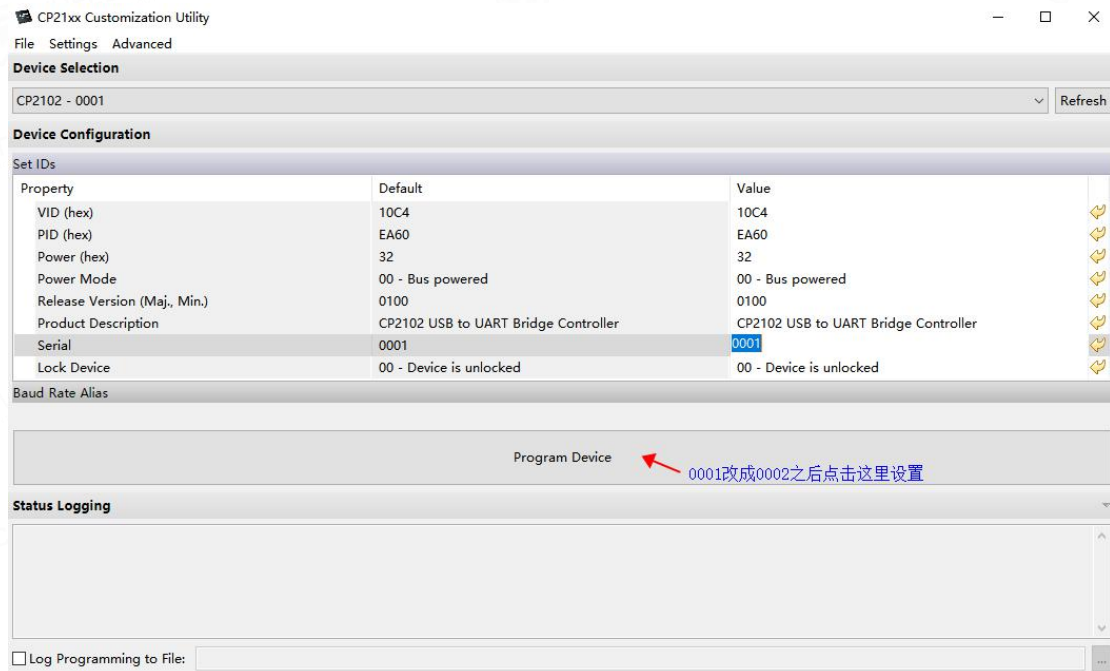 CP21xx Customization Utility
File Settings Advanced
Device Selection
CP2102 - 0001 Refresh
Device Configuration
Set IDs
Property Default Value
VID (hex) 10C4 10C4
PID (hex) EA60 EA60
Power (hex) 32 32
Power Mode 00 - Bus powered 00 - Bus powered
Release Version (Maj., Min.) 0100 0100
Product Description CP2102 USB to UART Bridge Controller CP2102 USB to UART Bridge Controller
Serial 0001 0001
Lock Device 00 - Device is unlocked 00 - Device is unlocked
Baud Rate Alias
Program Device
0001改成0002之后点击这里设置
Status Logging
Log Programming to File: ...